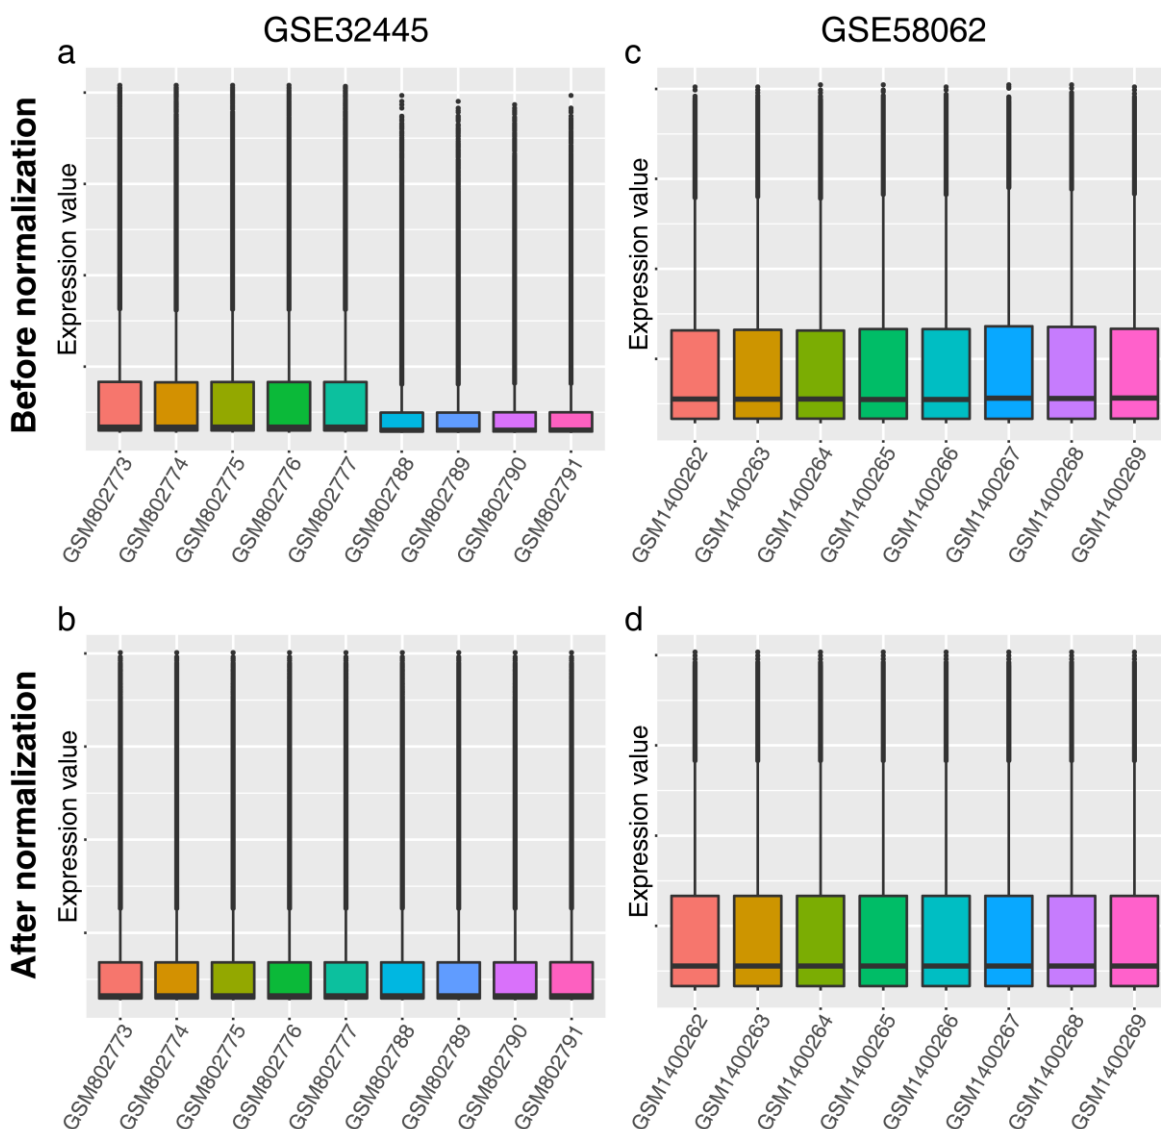 GSE32445
GSE58062
a
c
Before normalization
Expression value
Expression value
GSM802773
GSM802774
GSM802775
GSM802776
GSM802777
GSM802788
GSM802789
GSM802790
GSM802791
GSM1400262
GSM1400263
GSM1400264
GSM1400265
GSM1400266
GSM1400267
GSM1400268
GSM1400269
b
d
After normalization
Expression value
Expression value
GSM802773
GSM802774
GSM802775
GSM802776
GSM802777
GSM802788
GSM802789
GSM802790
GSM802791
GSM1400262
GSM1400263
GSM1400264
GSM1400265
GSM1400266
GSM1400267
GSM1400268
GSM1400269